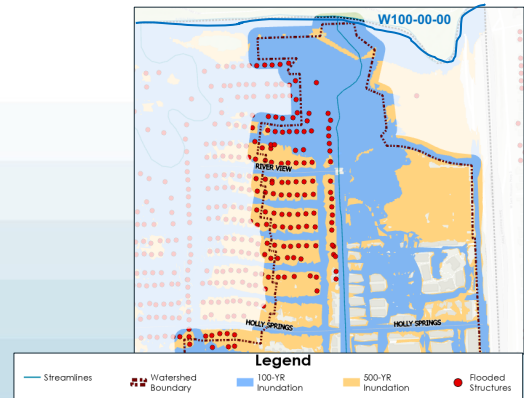 W100-00-00
RIVER VIEW
HOLLY SPRINGS
HOLLY SPRINGS
Legend
Streamlines
Watershed
Boundary
100-YR
Inundation
500-YR
Inundation
Flooded
Structures